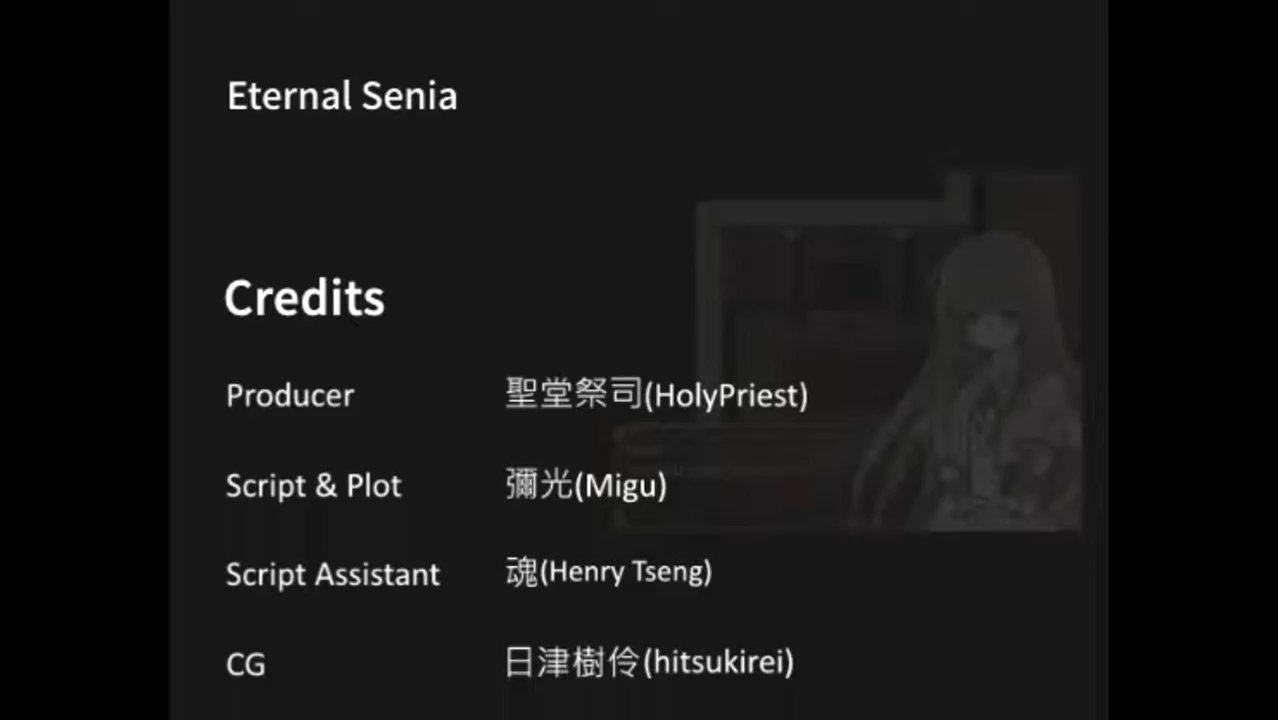 Eternal Senia
Credits
Producer 聖堂祭司(HolyPriest)
Script & Plot 彌光(Migu)
Script Assistant 魂(Henry Tseng)
CG 日津樹伶(hitsukirei)